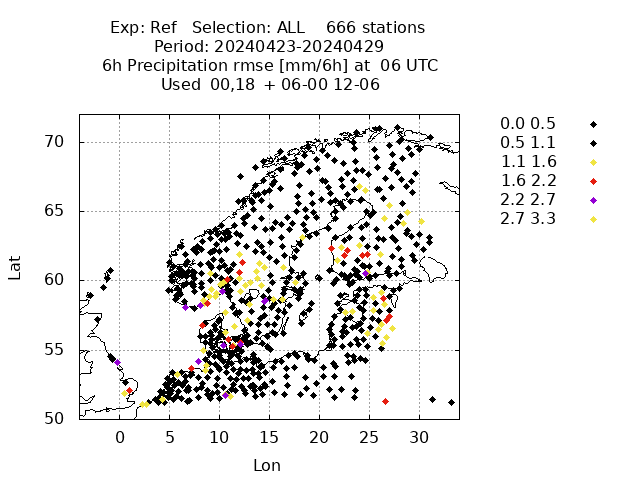 Exp: Ref Selection: ALL 666 stations
Period: 20240423-20240429
6h Precipitation rmse [mm/6h] at 06 UTC
Used 00,18 + 06-00 12-06
0.0 0.5
0.5 1.1
1.1 1.6
1.6 2.2
2.2 2.7
2.7 3.3
70
65
60
55
50
Lat
0 5 10 15 20 25 30
Lon